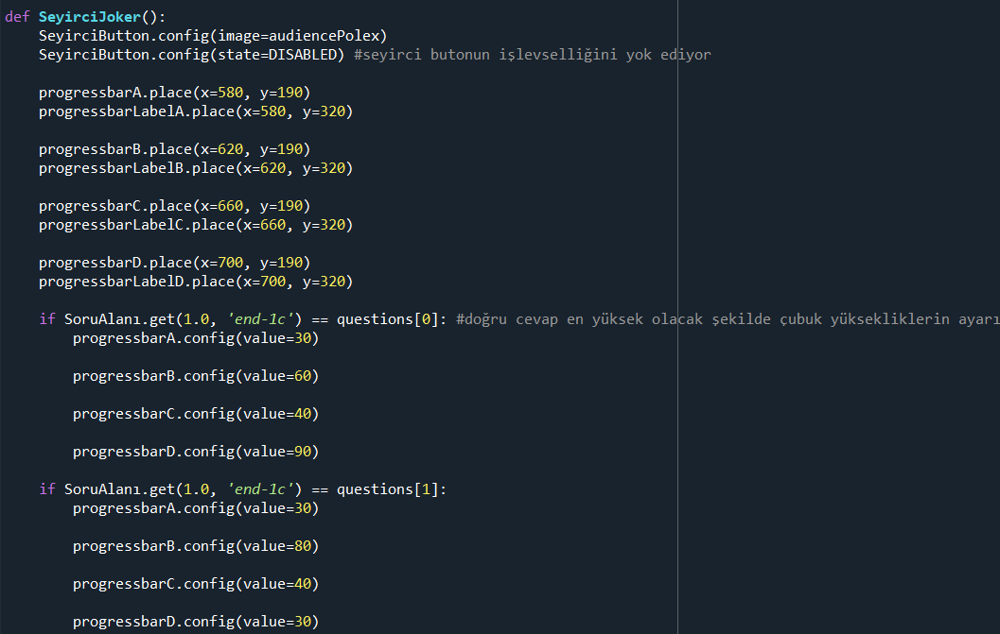 def SeyirciJoker():
    SeyirciButton.config(image=audiencePolex)
    SeyirciButton.config(state=DISABLED) #seyirci butonun işlevselliğini yok ediyor

    progressbarA.place(x=580, y=190)
    progressbarLabelA.place(x=580, y=320)

    progressbarB.place(x=620, y=190)
    progressbarLabelB.place(x=620, y=320)

    progressbarC.place(x=660, y=190)
    progressbarLabelC.place(x=660, y=320)

    progressbarD.place(x=700, y=190)
    progressbarLabelD.place(x=700, y=320)

    if SoruAlanı.get(1.0, 'end-1c') == questions[0]: #doğru cevap en yüksek olacak şekilde çubuk yüksekliklerin ayarı
        progressbarA.config(value=30)

        progressbarB.config(value=60)

        progressbarC.config(value=40)

        progressbarD.config(value=90)

    if SoruAlanı.get(1.0, 'end-1c') == questions[1]:
        progressbarA.config(value=30)

        progressbarB.config(value=80)

        progressbarC.config(value=40)

        progressbarD.config(value=30)